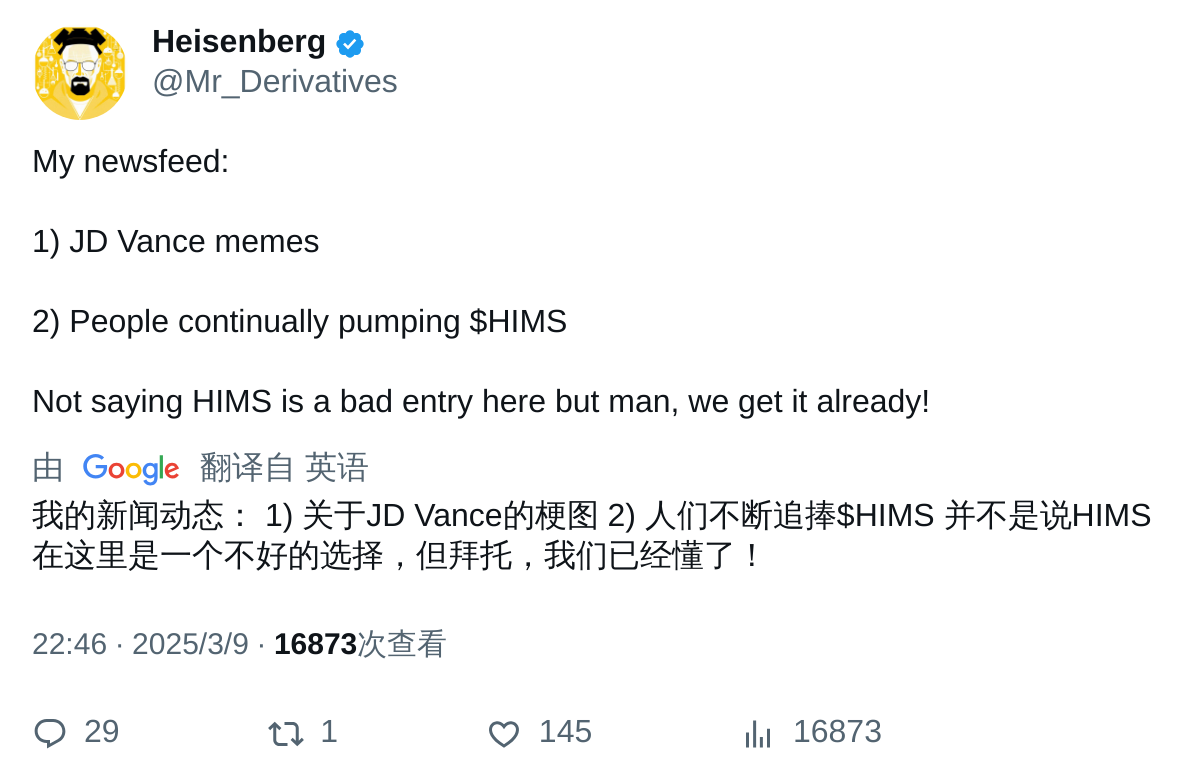 Heisenberg
@Mr_Derivatives
My newsfeed:
1) JD Vance memes
2) People continually pumping $HIMS
Not saying HIMS is a bad entry here but man, we get it already!
由 Google 翻译自 英语
我的新闻动态： 1) 关于JD Vance的梗图 2) 人们不断追捧$HIMS 并不是说HIMS
在这里是一个不好的选择，但拜托，我们已经懂了！
22:46 · 2025/3/9 · 16873次查看
29 1 145 16873